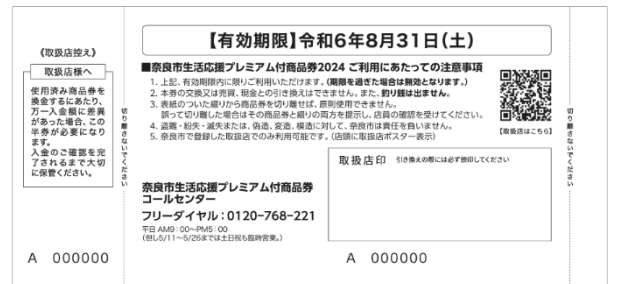 《取扱店控え》
取扱店様へ
使用済み商品券を
換金するにあたり、
万一入金額に差異
があった場合、この
半券が必要になり
ます。
入金のご確認を完
了されるまで大切
に保管ください。
A 000000
切り離さないでください
【有効期限】令和6年8月31日(土)
■奈良市生活応援プレミアム付商品券2024 ご利用にあたっての注意事項
1. 上記、有効期限内に限りご利用いただけます。(期限を過ぎた場合は無効となります。)
2. 本券の交換又は売買、現金との引き換えはできません。また、釣り銭は出ません。
3. 表紙のついた綴りから商品券を切り離せば、原則使用できません。
誤って切り離した場合はその商品券と綴りの両方を提示し、店員の確認を受けてください。
4. 盗難・紛失・滅失または、偽造、変造、模造に対して、奈良市は責任を負いません。
5. 奈良市で登録した取扱店でのみ利用可能です。(店頭に取扱店ポスター表示)
【取扱店はこちら】
奈良市生活応援プレミアム付商品券
コールセンター
フリーダイヤル:0120-768-221
平日 AM9:00〜PM5:00
(但し5/11〜5/26までは土日祝も臨時営業。)
取扱店印 引き換えの際には必ず捺印してください
A 000000
切り離さないでください